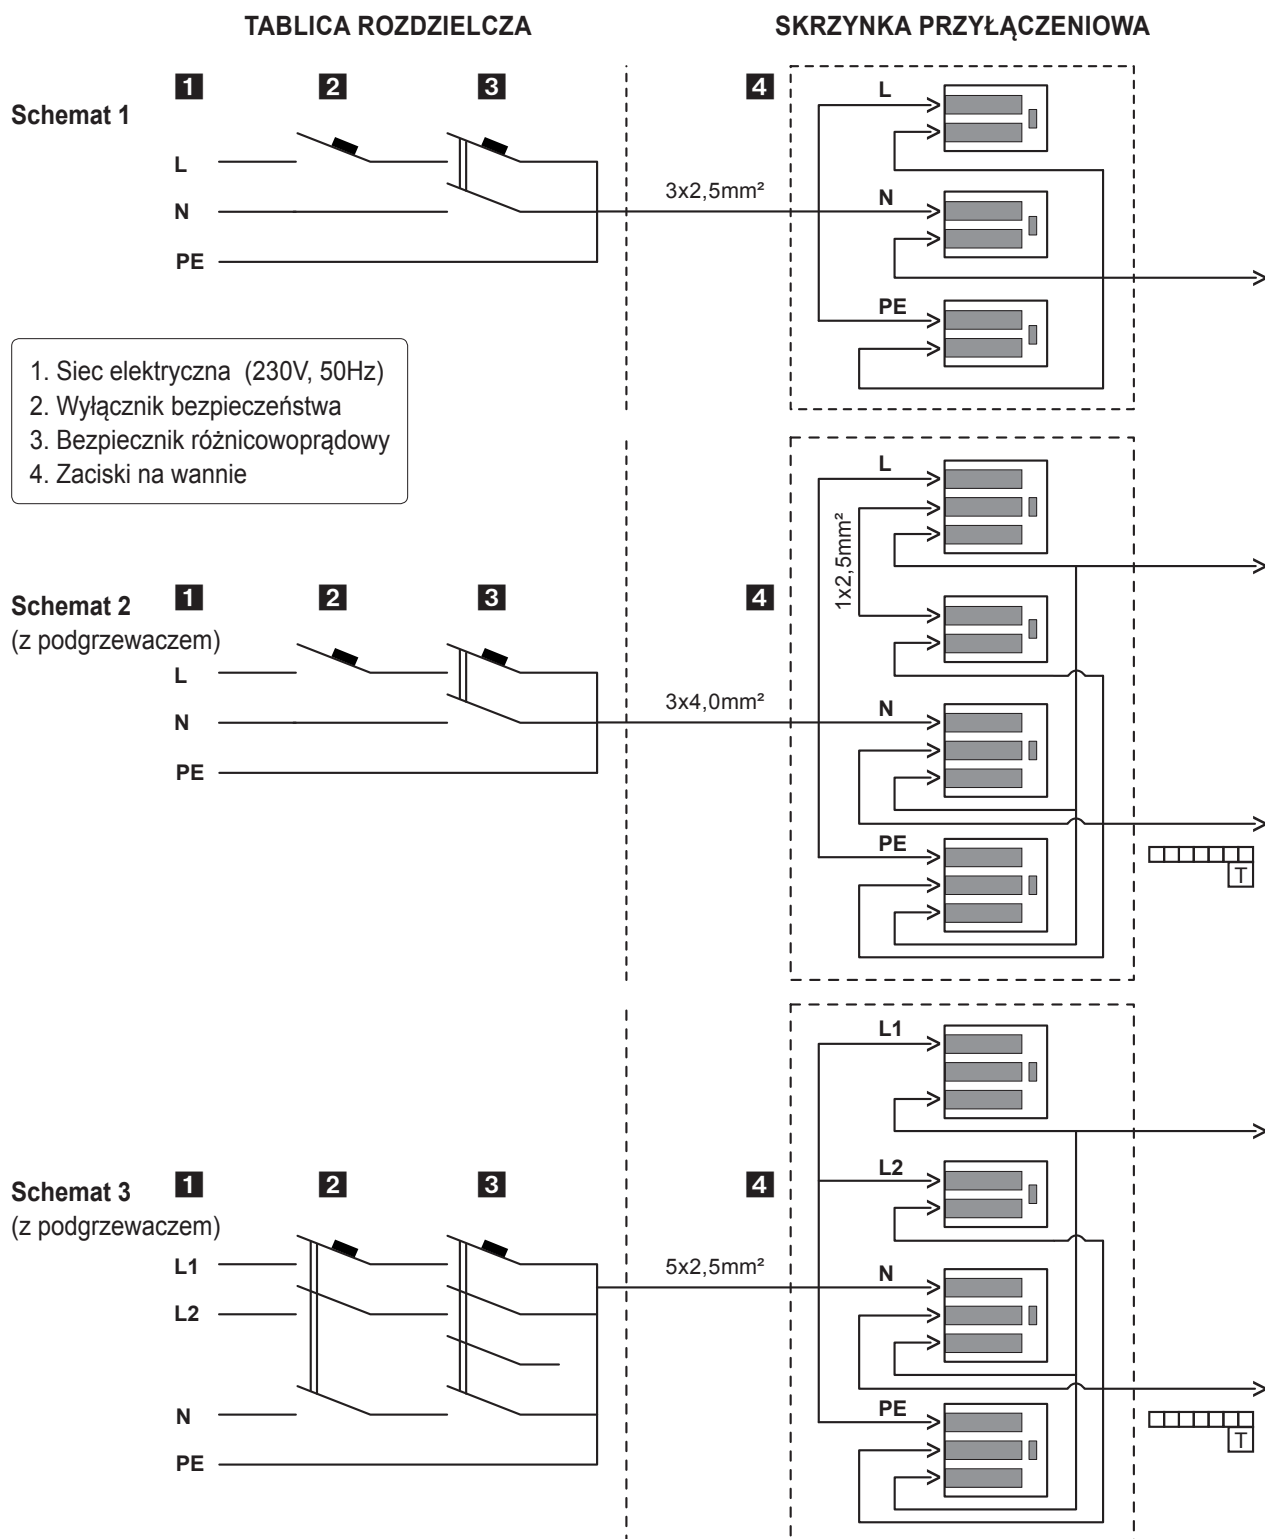 TABLICA ROZDZIELCZA
SKRZYNKA PRZYŁĄCZENIOWA
1
2
3
4
Schemat 1
L
N
PE
3x2,5mm²
L
N
PE
1. Siec elektryczna (230V, 50Hz)
2. Wyłącznik bezpieczeństwa
3. Bezpiecznik różnicowoprądowy
4. Zaciski na wannie
Schemat 2
(z podgrzewaczem)
1
2
3
4
L
N
PE
3x4,0mm²
L
1x2,5mm²
N
PE
T
Schemat 3
(z podgrzewaczem)
1
2
3
4
L1
L2
N
PE
5x2,5mm²
L1
L2
N
PE
T